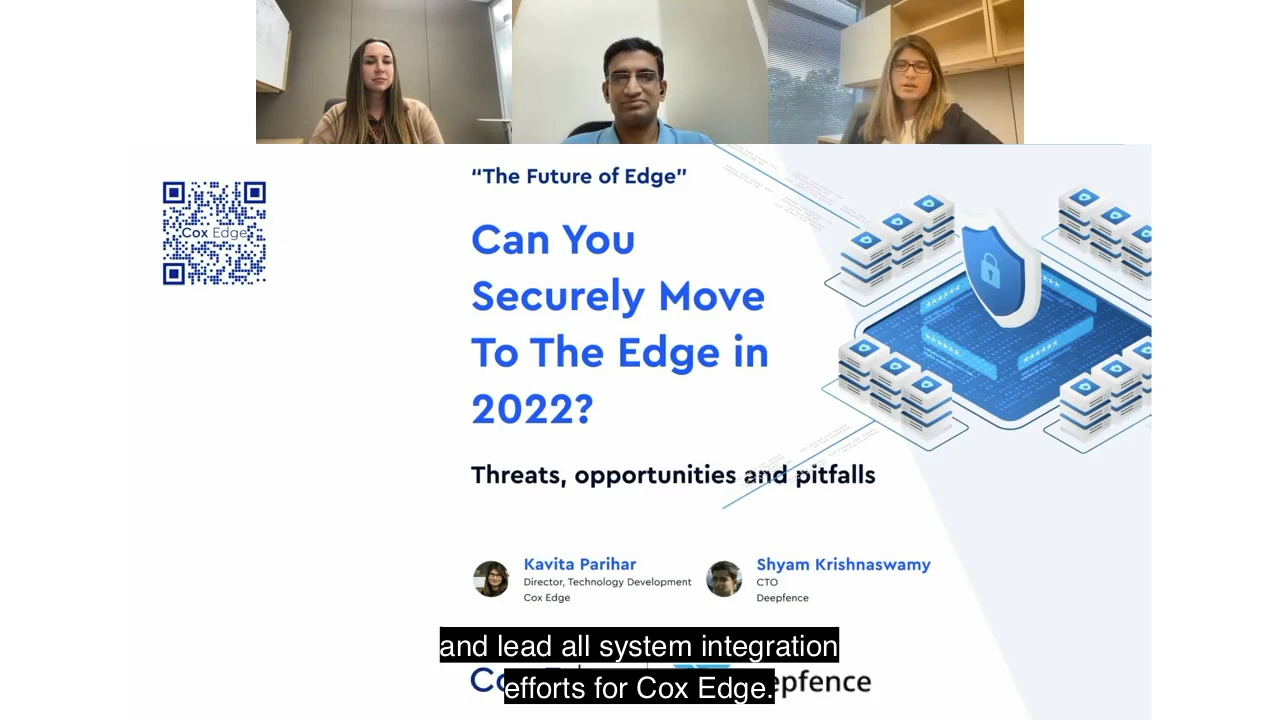 “The Future of Edge”
Cox Edge
Can You
Securely Move
To The Edge in
2022?
Threats, opportunities and pitfalls
Kavita Parihar
Director, Technology Development
Cox Edge
Shyam Krishnaswamy
CTO
Deepfence
and lead all system integration
efforts for Cox Edge.